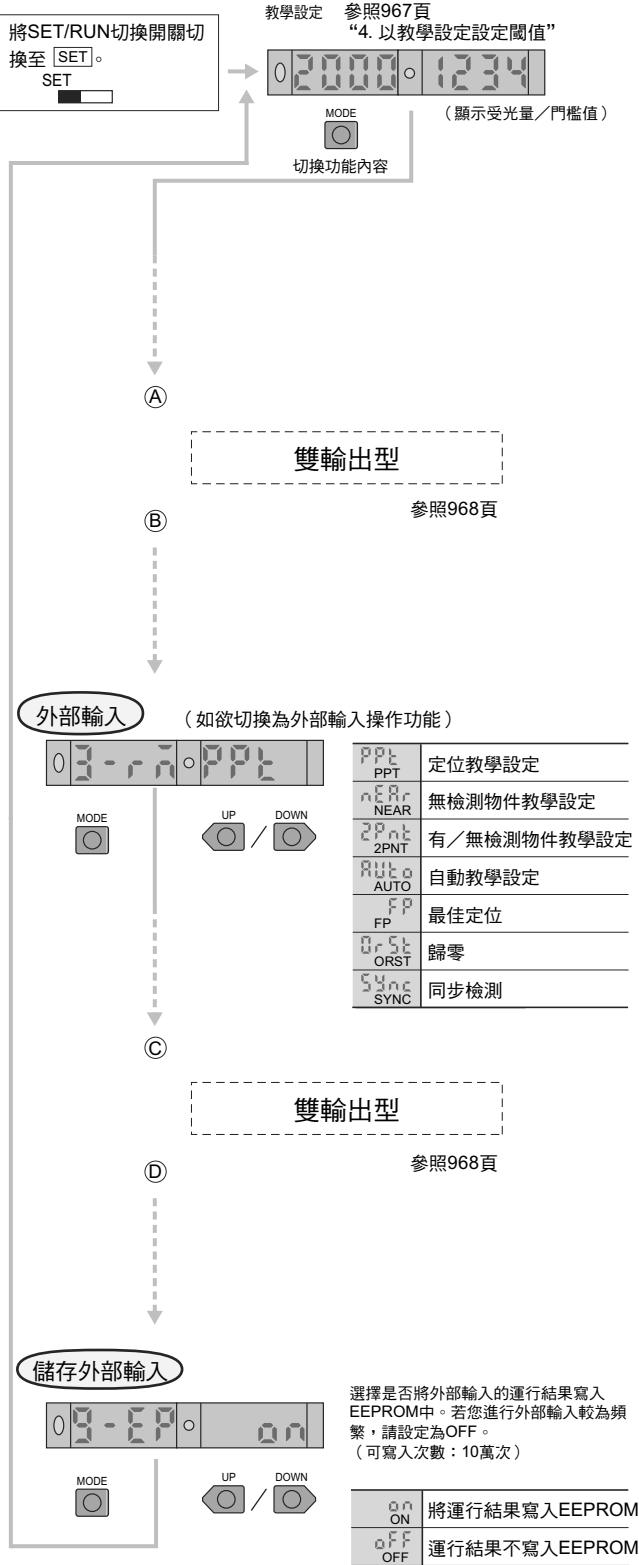 將SET/RUN切換開關切
換至 SET。
SET
教學設定 參照967頁
“4. 以教學設定設定閾值”
2000 1234
MODE
(顯示受光量/門檻值)
切換功能內容
Ⓐ
雙輸出型
參照968頁
Ⓑ
外部輸入
(如欲切換為外部輸入操作功能)
3-rm PPt
MODE
UP / DOWN
PPt PPT 定位教學設定
nEAr NEAR 無檢測物件教學設定
2Pnt 2PNT 有/無檢測物件教學設定
AUto AUTO 自動教學設定
FP FP 最佳定位
0rSt ORST 歸零
SYnc SYNC 同步檢測
Ⓒ
雙輸出型
參照968頁
Ⓓ
儲存外部輸入
9-EP on
MODE
UP / DOWN
選擇是否將外部輸入的運行結果寫入
EEPROM中。若您進行外部輸入較為頻
繁,請設定為OFF。
(可寫入次數:10萬次)
on ON 將運行結果寫入EEPROM
oFF OFF 運行結果不寫入EEPROM